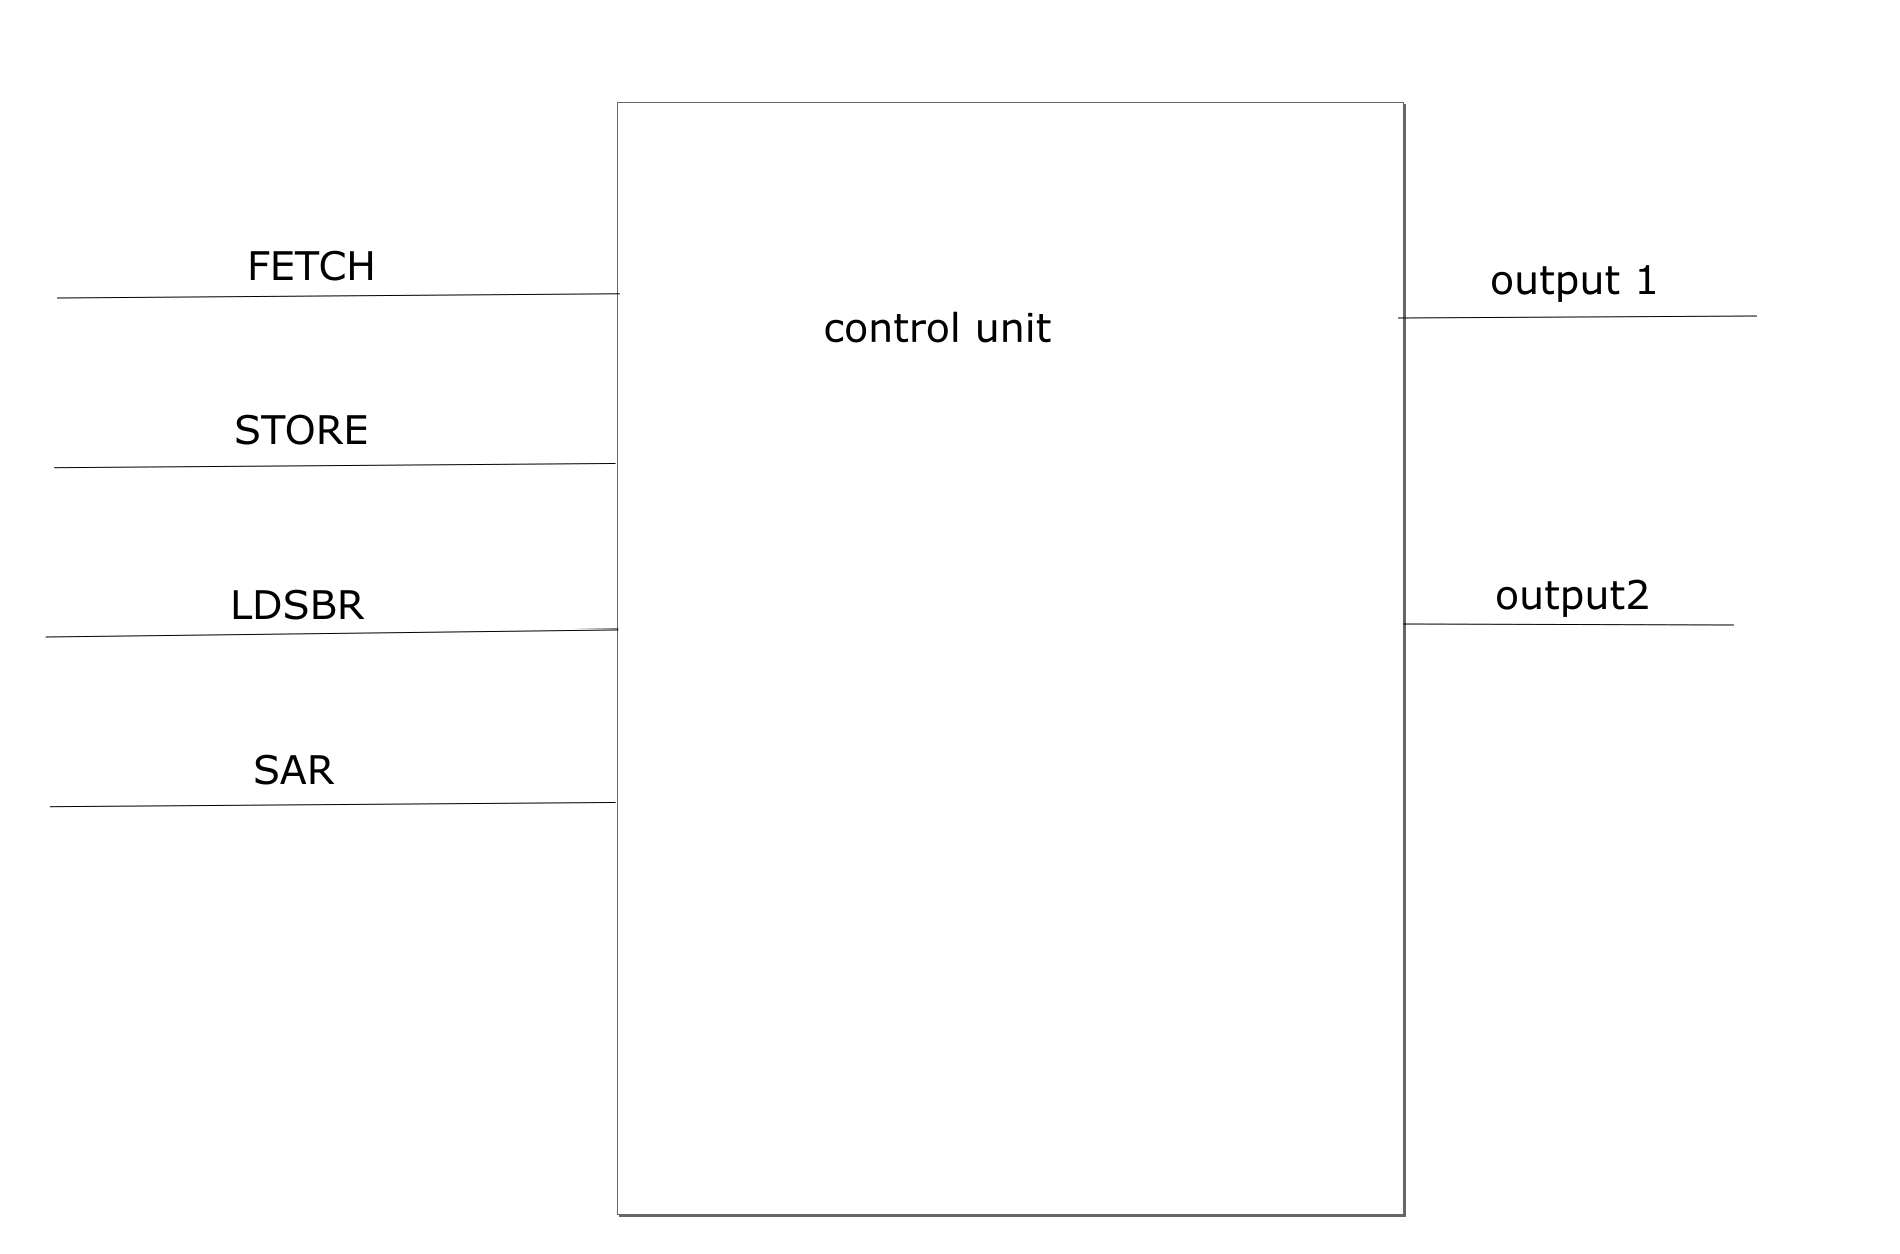 FETCH
output 1
control unit
STORE
LDSBR
output2
SAR